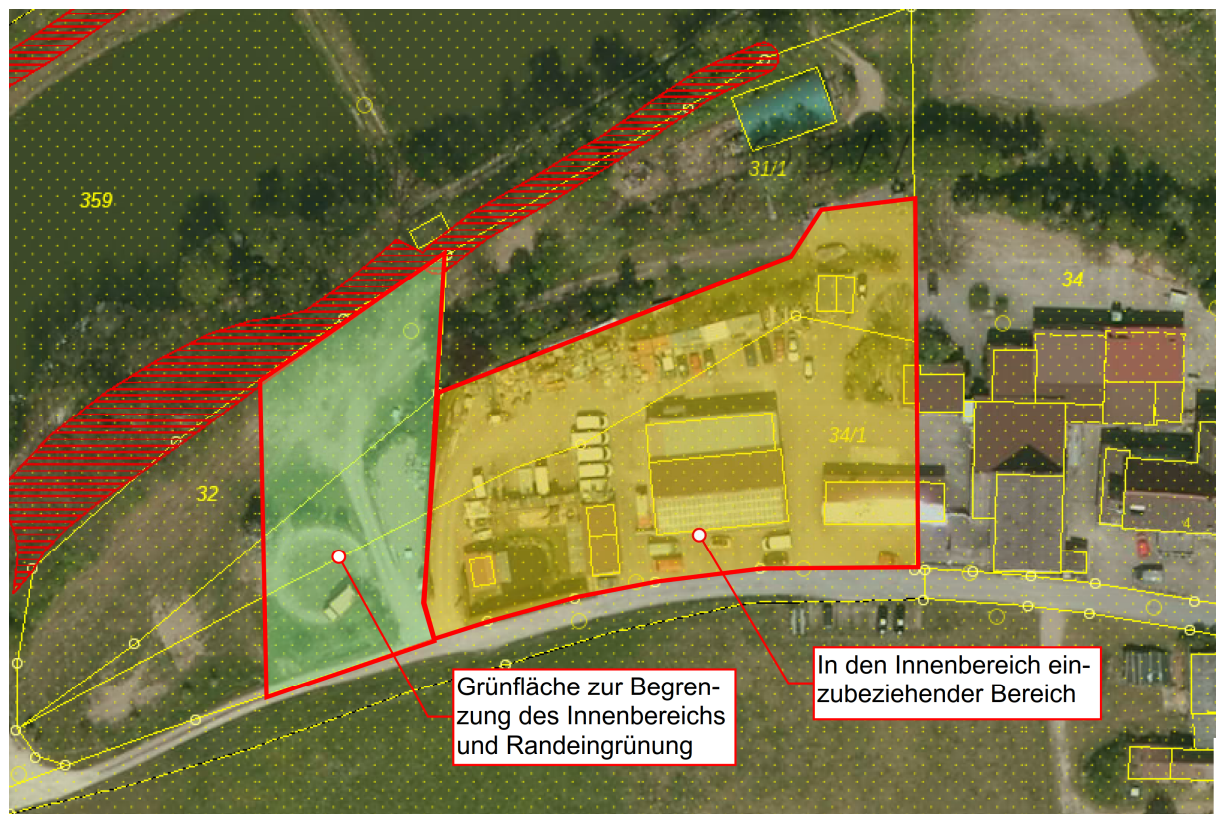 31/1
359
34
34/1
32
4
Grünfläche zur Begren-
zung des Innenbereichs
und Randeingrünung
In den Innenbereich ein-
zubeziehender Bereich